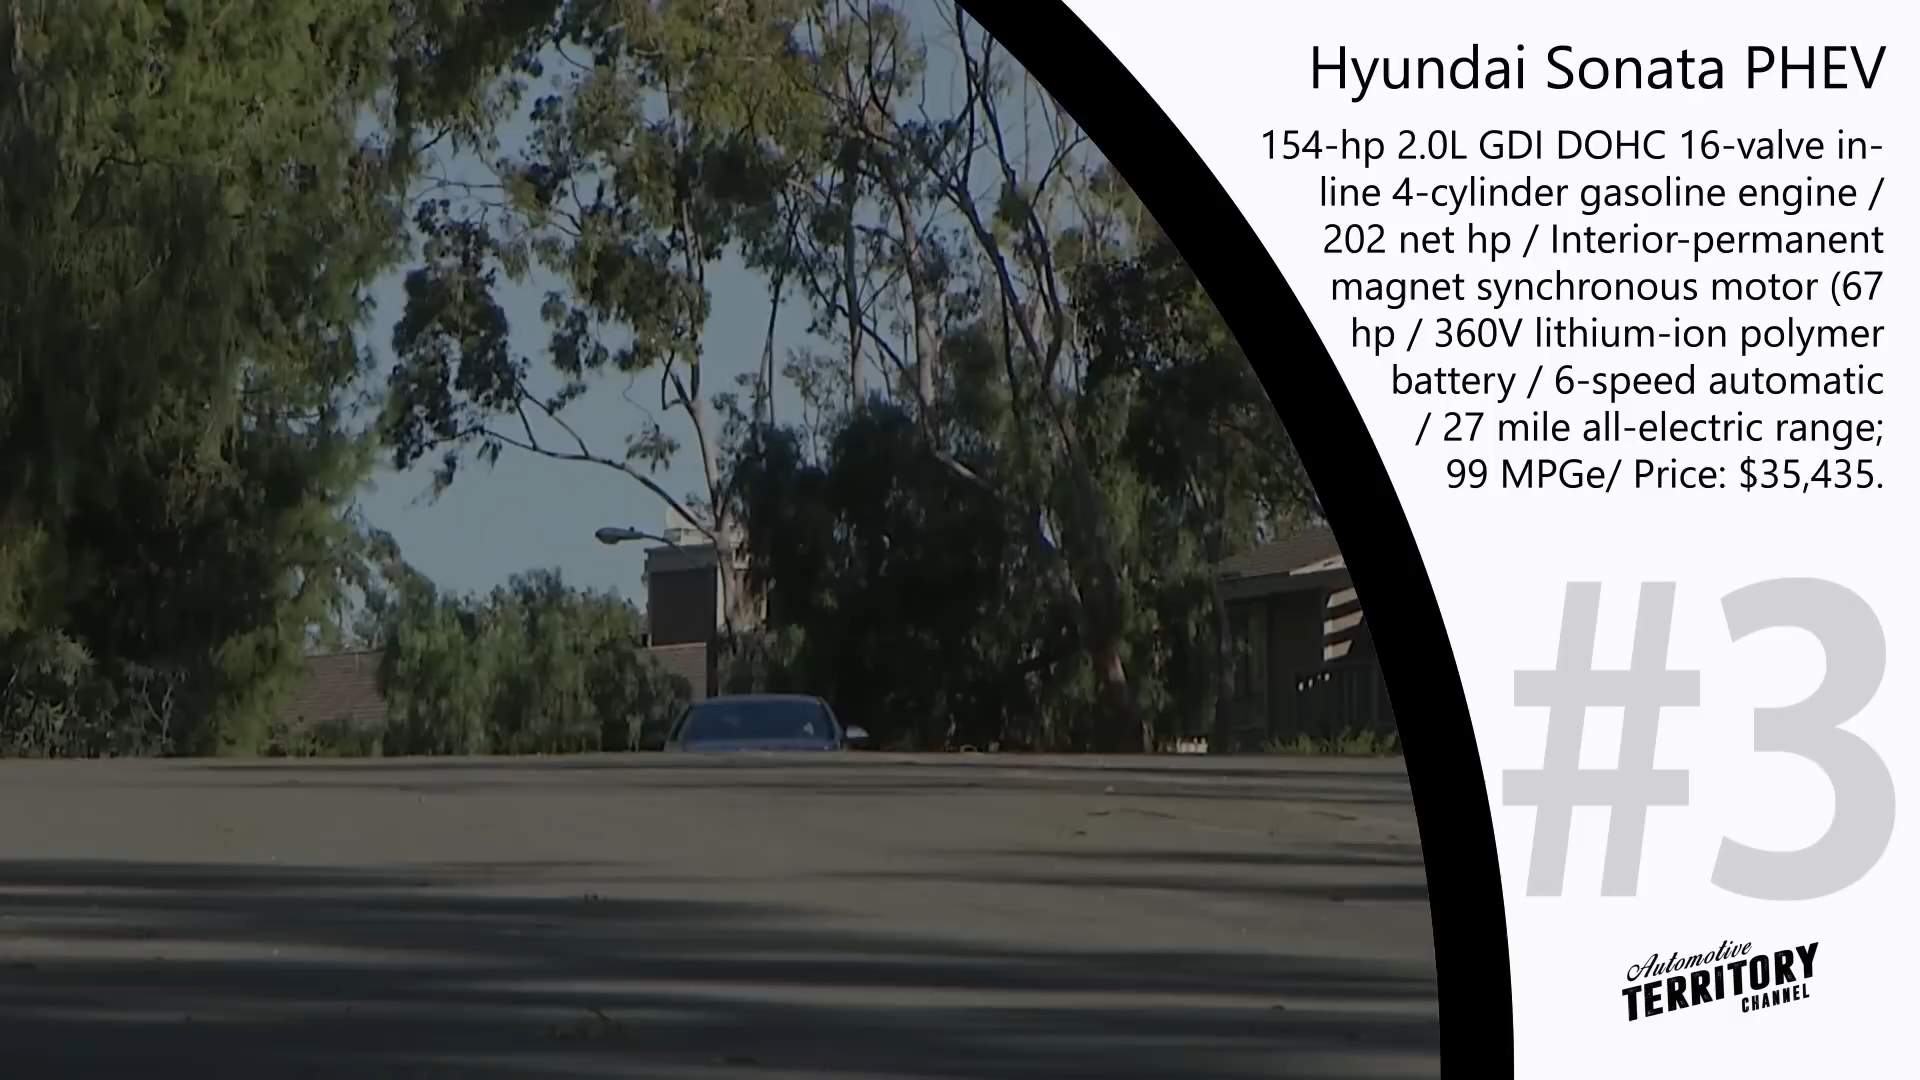 Hyundai Sonata PHEV
154-hp 2.0L GDI DOHC 16-valve in-
line 4-cylinder gasoline engine /
202 net hp / Interior-permanent
magnet synchronous motor (67
hp / 360V lithium-ion polymer
battery / 6-speed automatic
/ 27 mile all-electric range;
99 MPGe/ Price: $35,435.
#3
Automotive
TERRITORY
CHANNEL